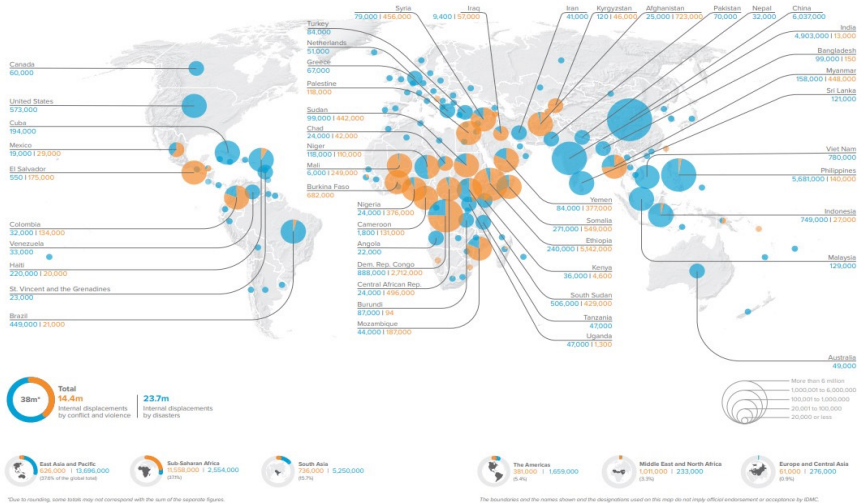 Syria
79,000 | 456,000
Iraq
9,400 | 57,000
Iran
41,000
Kyrgyzstan
120 | 46,000
Afghanistan
25,000 | 723,000
Pakistan
70,000
Nepal
32,000
China
6,037,000
India
4,903,000 | 13,000
Bangladesh
99,000 | 150
Myanmar
158,000 | 448,000
Sri Lanka
121,000
Viet Nam
780,000
Philippines
5,681,000 | 140,000
Indonesia
749,000 | 27,000
Malaysia
129,000
Australia
49,000
Turkey
84,000
Netherlands
51,000
Greece
67,000
Palestine
118,000
Sudan
99,000 | 442,000
Chad
24,000 | 42,000
Niger
118,000 | 110,000
Mali
6,000 | 249,000
Burkina Faso
682,000
Nigeria
24,000 | 376,000
Cameroon
1,800 | 131,000
Angola
22,000
Dem. Rep. Congo
888,000 | 2,712,000
Central African Rep.
24,000 | 496,000
Burundi
87,000 | 94
Mozambique
44,000 | 187,000
Yemen
84,000 | 377,000
Somalia
271,000 | 549,000
Ethiopia
240,000 | 5,142,000
Kenya
36,000 | 4,600
South Sudan
506,000 | 429,000
Tanzania
47,000
Uganda
47,000 | 1,300
Canada
60,000
United States
573,000
Cuba
194,000
Mexico
19,000 | 29,000
El Salvador
550 | 175,000
Colombia
32,000 | 134,000
Venezuela
33,000
Haiti
220,000 | 20,000
St. Vincent and the Grenadines
23,000
Brazil
449,000 | 21,000
38m*
Total
14.4m
Internal displacements
by conflict and violence
23.7m
Internal displacements
by disasters
More than 6 million
1,000,001 to 6,000,000
100,001 to 1,000,000
20,001 to 100,000
20,000 or less
East Asia and Pacific
626,000 | 13,696,000
(37.8% of the global total)
Sub-Saharan Africa
11,558,000 | 2,554,000
(37.1%)
South Asia
736,000 | 5,250,000
(15.7%)
The Americas
381,000 | 1,659,000
(5.4%)
Middle East and North Africa
1,011,000 | 233,000
(3.3%)
Europe and Central Asia
61,000 | 276,000
(0.9%)
*Due to rounding, some totals may not correspond with the sum of the separate figures.
The boundaries and the names shown and the designations used on this map do not imply official endorsement or acceptance by IDMC.